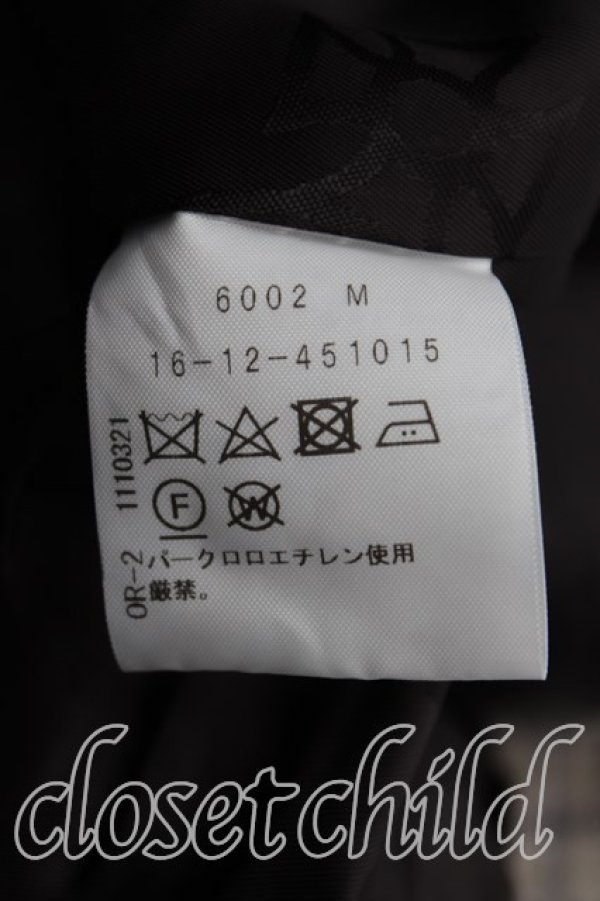 6002 M
16-12-451015
1110321
F
W
OR-2
パークロロエチレン使用
厳禁。
closet child